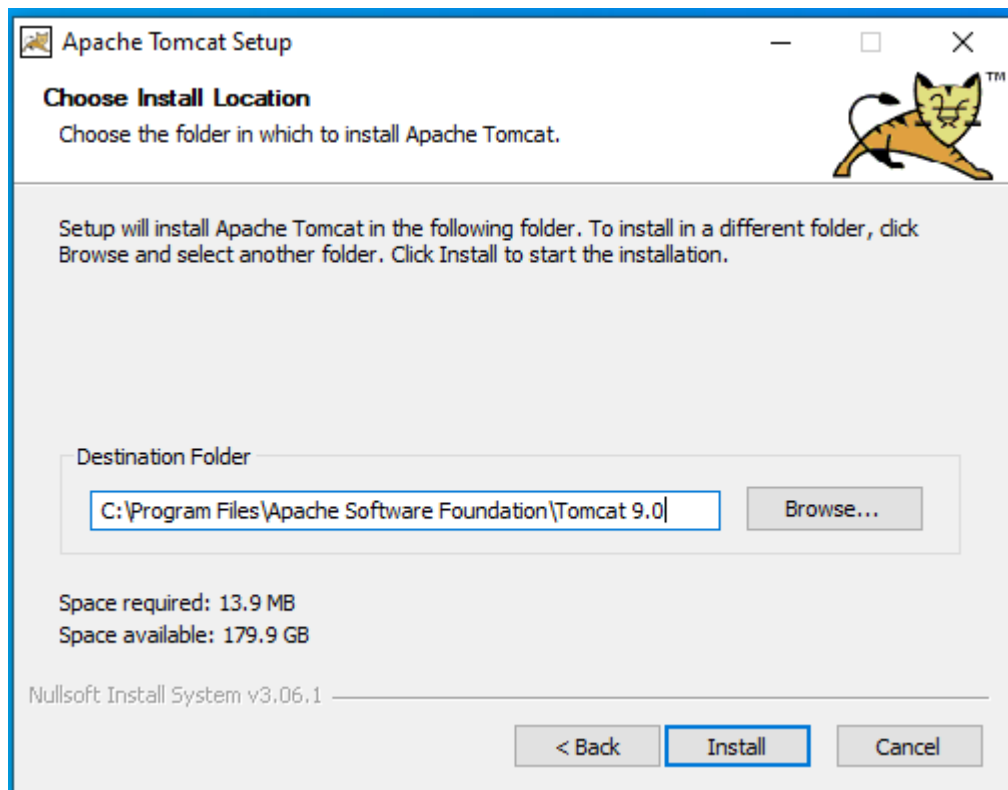 Apache Tomcat Setup
Choose Install Location
Choose the folder in which to install Apache Tomcat.
TM
Setup will install Apache Tomcat in the following folder. To install in a different folder, click
Browse and select another folder. Click Install to start the installation.
Destination Folder
C:\Program Files\Apache Software Foundation\Tomcat 9.0
Browse...
Space required: 13.9 MB
Space available: 179.9 GB
Nullsoft Install System v3.06.1
< Back
Install
Cancel